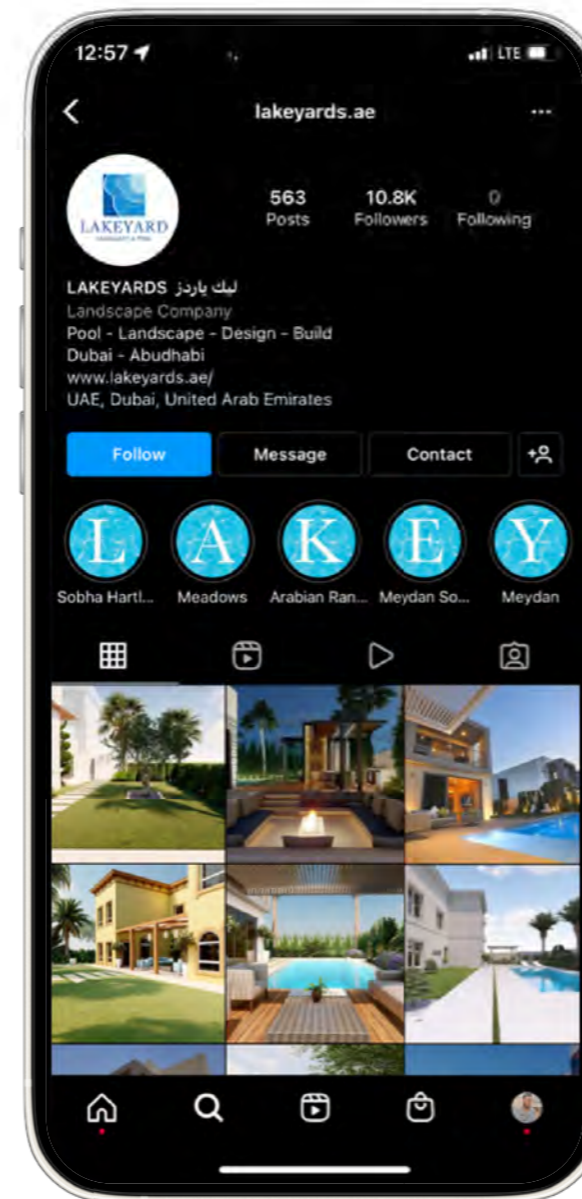 12:57
LTE
lakeyards.ae
LAKEYARD
563 10.8K 0
Posts Followers Following
LAKEYARDS ليك ياردز
Landscape Company
Pool - Landscape - Design - Build
Dubai - Abudhabi
www.lakeyards.ae/
UAE, Dubai, United Arab Emirates
Follow Message Contact
L A K E Y
Sobha Hartl... Meadows Arabian Ran... Meydan So... Meydan